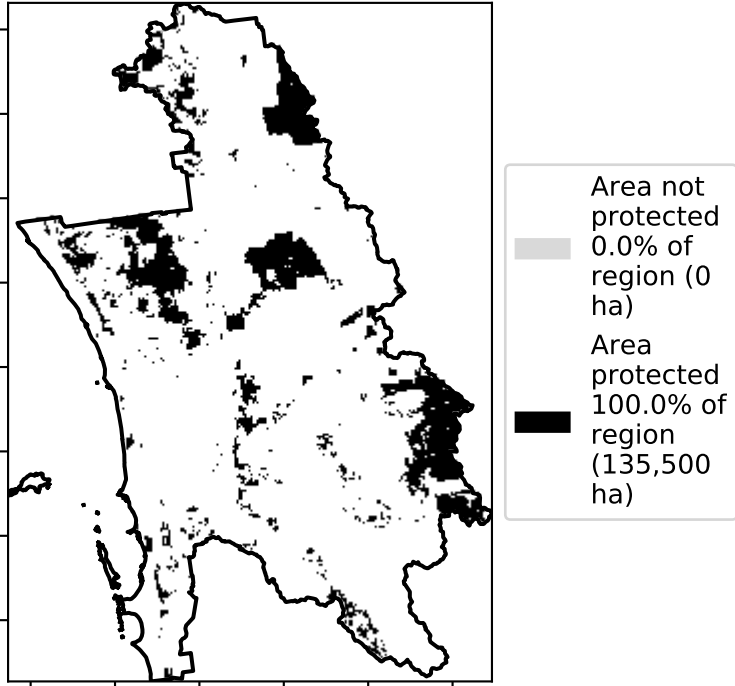 Area not
protected
0.0% of
region (0
ha)
Area
protected
100.0% of
region
(135,500
ha)